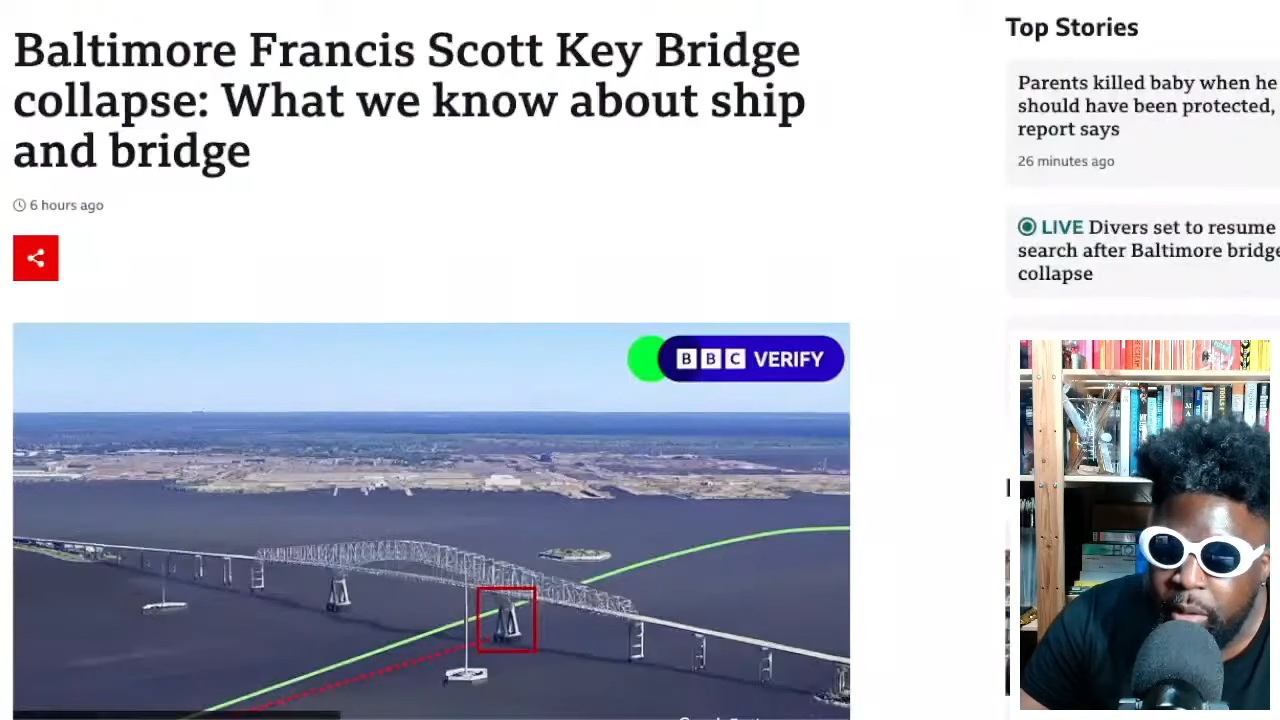 Baltimore Francis Scott Key Bridge
collapse: What we know about ship
and bridge
6 hours ago
BBC VERIFY
Top Stories
Parents killed baby when he
should have been protected,
report says
26 minutes ago
LIVE Divers set to resume
search after Baltimore bridge
collapse